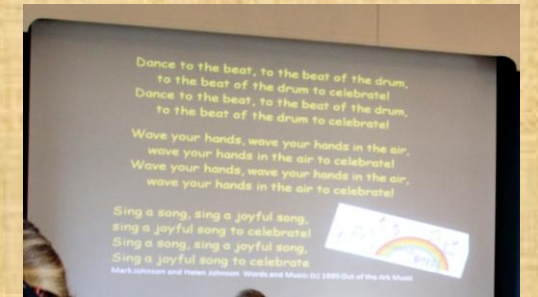 Dance to the beat, to the beat of the drum,
to the beat of the drum to celebrate!
Dance to the beat, to the beat of the drum,
to the beat of the drum to celebrate!
Wave your hands, wave your hands in the air,
wave your hands in the air to celebrate!
Wave your hands, wave your hands in the air,
wave your hands in the air to celebrate!
Sing a song, sing a joyful song,
sing a joyful song to celebrate!
Sing a song, sing a joyful song,
Sing a joyful song to celebrate
Mark Johnson and Helen Johnson Words and Music (c) 1995 Out of the Ark Music